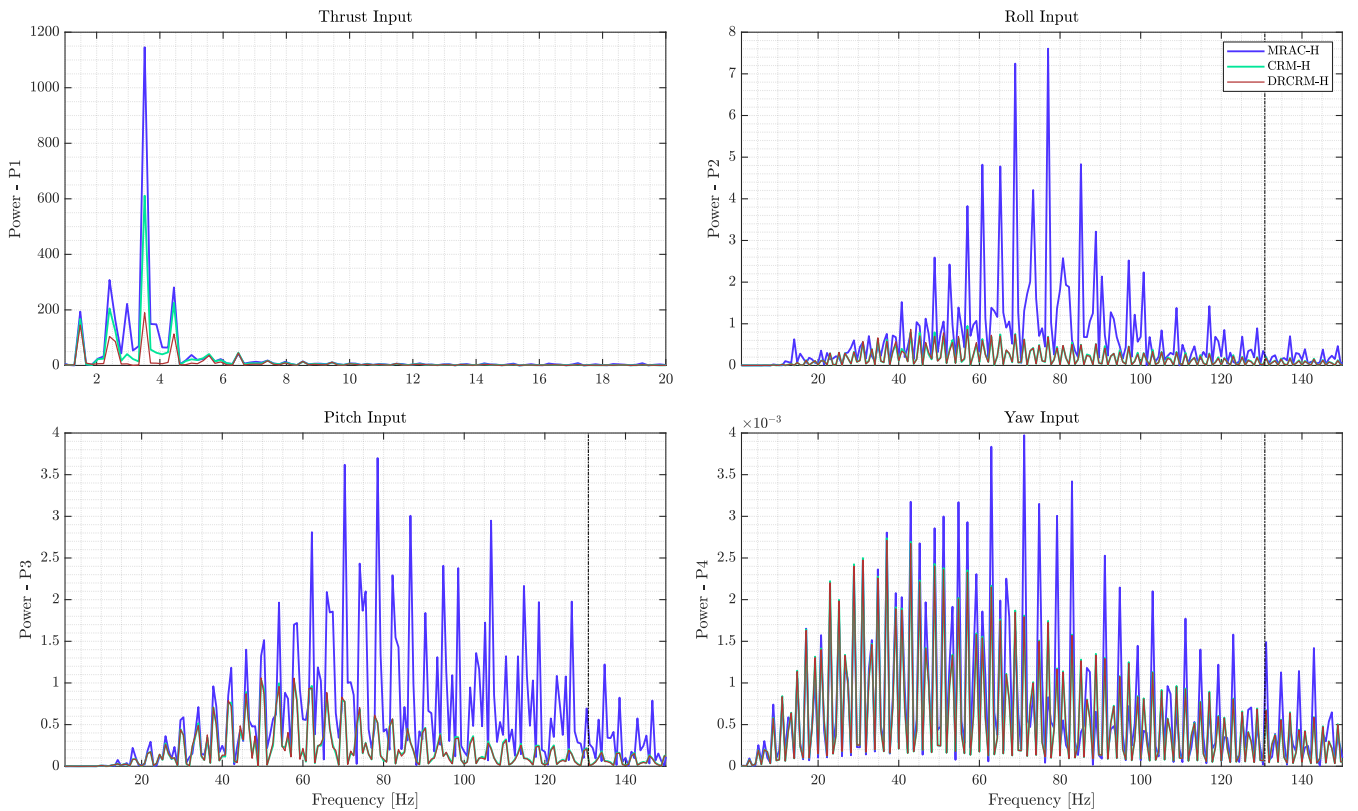 Thrust Input
Power - P1
1200
1000
800
600
400
200
0
2 4 6 8 10 12 14 16 18 20
Roll Input
Power - P2
8
7
6
5
4
3
2
1
0
20 40 60 80 100 120 140
MRAC-H
CRM-H
DRCRM-H
Pitch Input
Power - P3
4
3.5
3
2.5
2
1.5
1
0.5
0
20 40 60 80 100 120 140
Frequency [Hz]
Yaw Input
×10⁻³
Power - P4
4
3.5
3
2.5
2
1.5
1
0.5
0
20 40 60 80 100 120 140
Frequency [Hz]